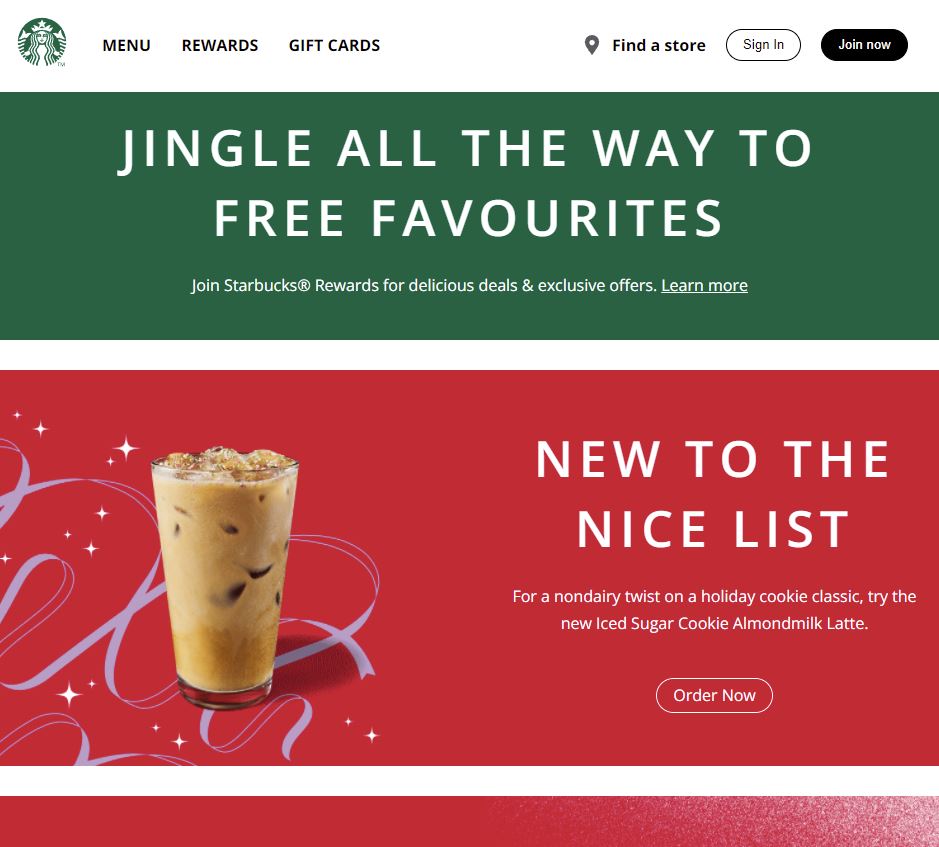 MENU REWARDS GIFT CARDS Find a store Sign In Join now
JINGLE ALL THE WAY TO
FREE FAVOURITES
Join Starbucks® Rewards for delicious deals & exclusive offers. Learn more
NEW TO THE
NICE LIST
For a nondairy twist on a holiday cookie classic, try the
new Iced Sugar Cookie Almondmilk Latte.
Order Now